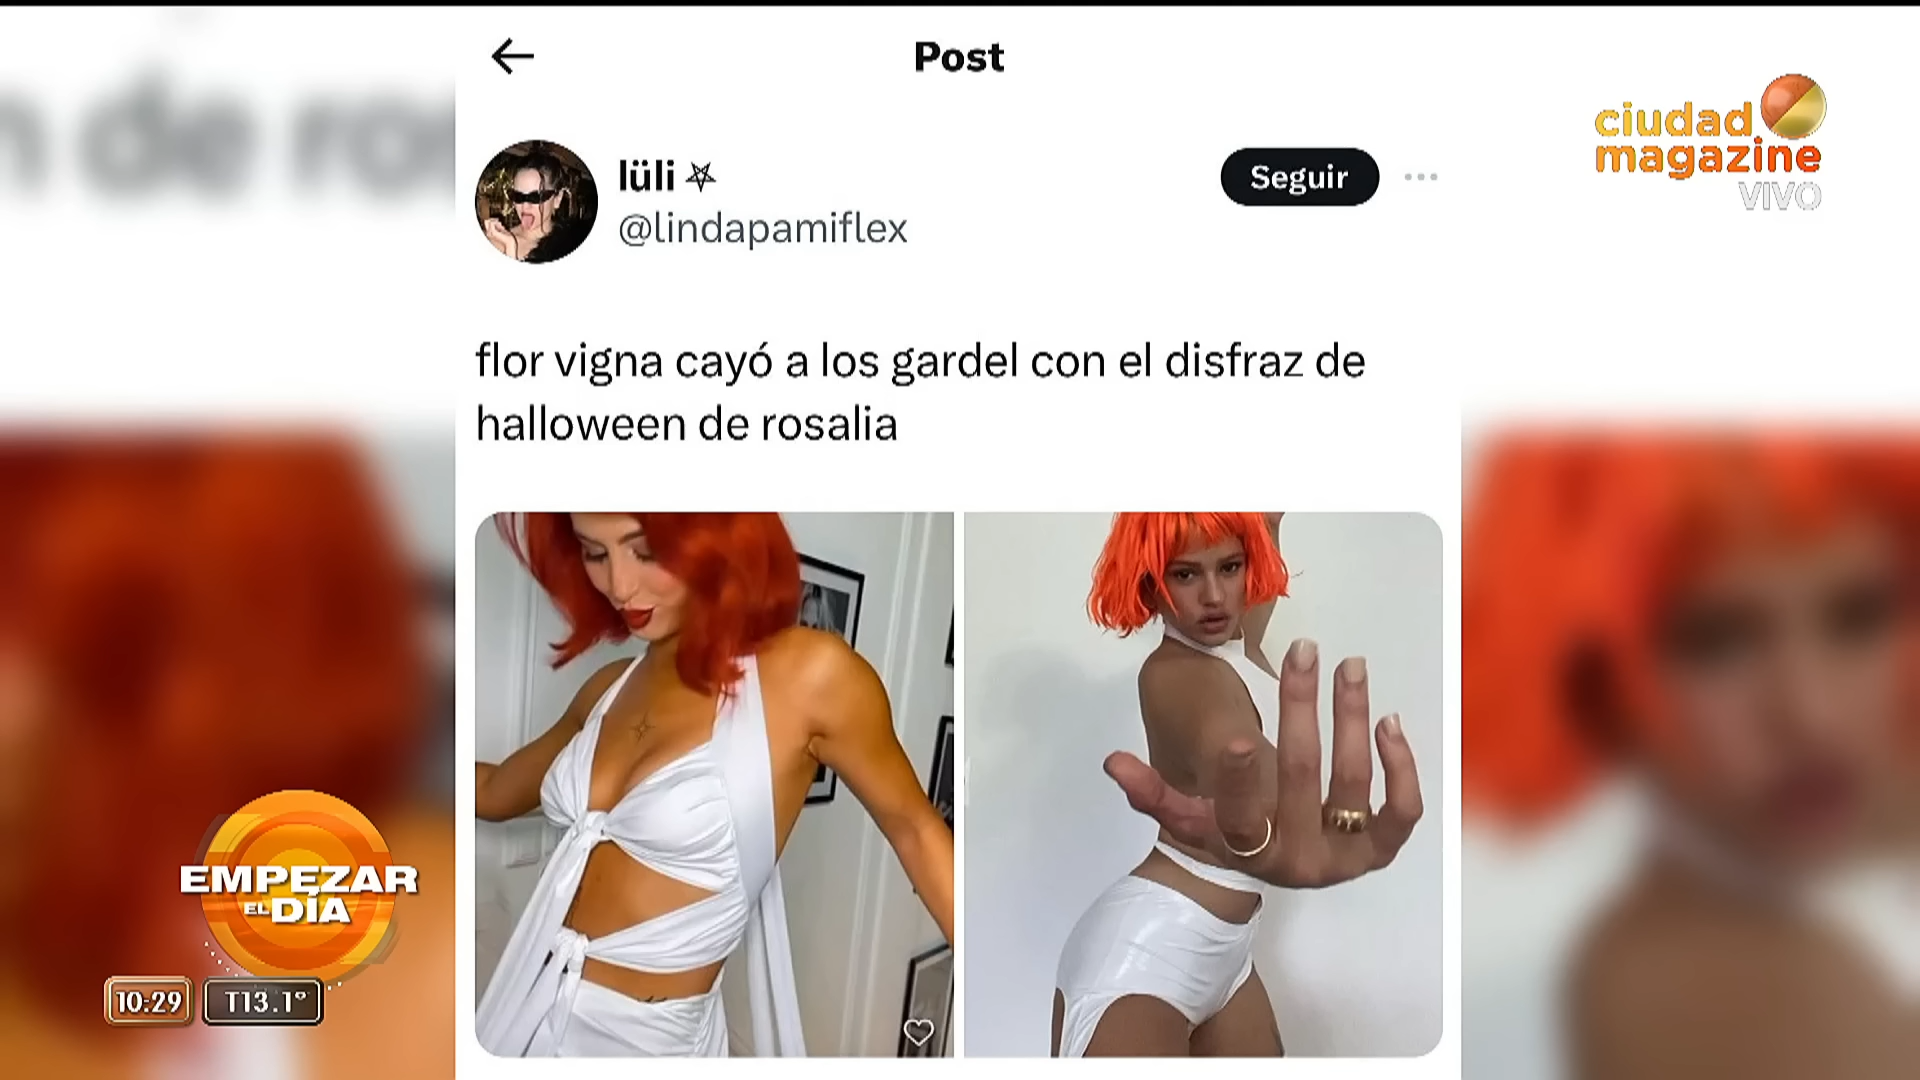 Post
ciudad
magazine
VIVO
lüli
@lindapamiflex
Seguir
flor vigna cayó a los gardel con el disfraz de
halloween de rosalia
EMPEZAR
EL DÍA
10:29
T13.1°